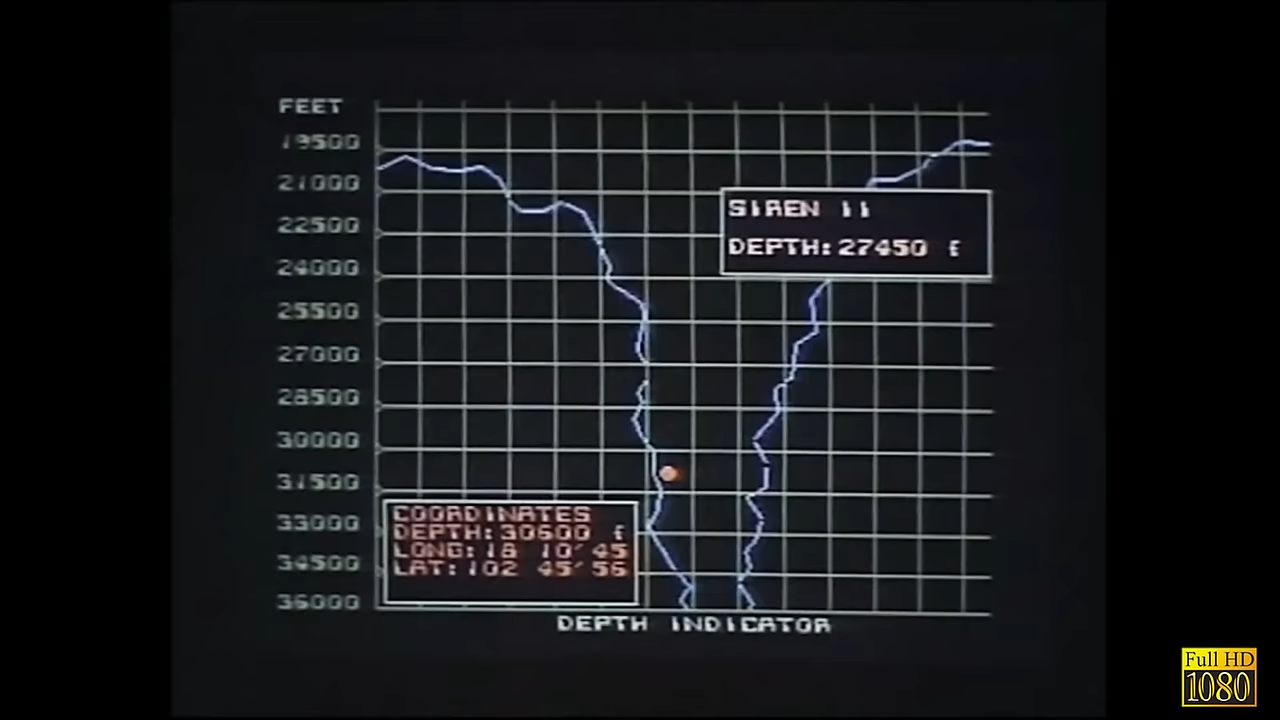 FEET
19500
21000
22500
24000
25500
27000
28500
30000
31500
33000
34500
36000
SIREN II
DEPTH:27450 f
COORDINATES
DEPTH:30600 f
LONG:18 10'45
LAT:102 45'56
DEPTH INDICATOR
Full HD
1080